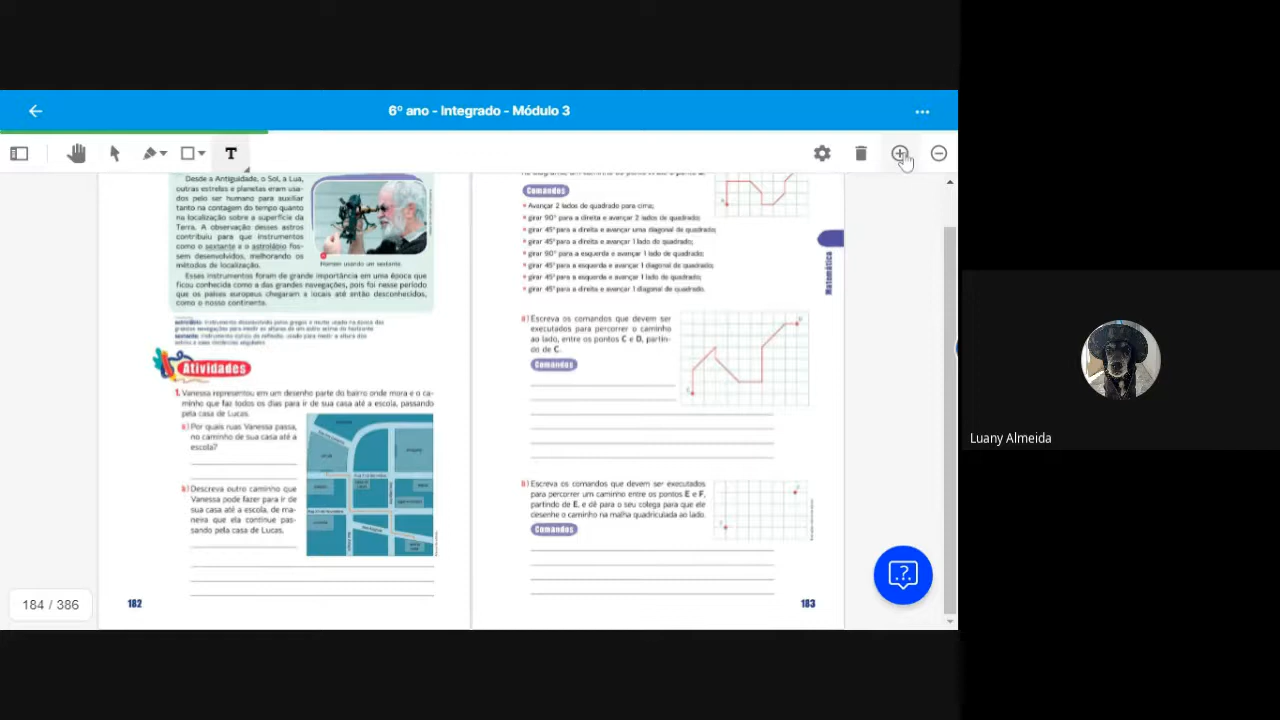 6º ano - Integrado - Módulo 3
T
Desde a Antiguidade, o Sol, a Lua,
outras estrelas e planetas eram usa-
dos pelo ser humano para auxiliar
tanto na contagem do tempo quanto
na localização sobre a superfície da
Terra. A observação desses astros
contribuiu para que instrumentos
como o sextante e o astrolábio fos-
sem desenvolvidos, melhorando os
métodos de localização.
Homem usando um sextante.
Esses instrumentos foram de grande importância em uma época que
ficou conhecida como a das grandes navegações, pois foi nesse período
que os países europeus chegaram a locais até então desconhecidos,
como o nosso continente.
Atividades
1. Vanessa representou em um desenho parte do bairro onde mora e o ca-
minho que faz todos os dias para ir de sua casa até a escola, passando
pela casa de Lucas.
a) Por quais ruas Vanessa passa,
no caminho de sua casa até a
escola?
b) Descreva outro caminho que
Vanessa pode fazer para ir de
sua casa até a escola, de ma-
neira que ela continue pas-
sando pela casa de Lucas.
182
Comandos
Avançar 2 lados de quadrado para cima;
girar 90° para a direita e avançar 2 lados de quadrado;
girar 45° para a direita e avançar uma diagonal de quadrado;
girar 45° para a direita e avançar 1 lado do quadrado;
girar 90° para a esquerda e avançar 1 lado de quadrado;
girar 45° para a esquerda e avançar 1 diagonal de quadrado;
girar 45° para a esquerda e avançar 1 lado de quadrado;
girar 45° para a direita e avançar 1 diagonal de quadrado.
Matemática
a) Escreva os comandos que devem ser
executados para percorrer o caminho
ao lado, entre os pontos C e D, partin-
do de C.
Comandos
b) Escreva os comandos que devem ser executados
para percorrer um caminho entre os pontos E e F,
partindo de E, e dê para o seu colega para que ele
desenhe o caminho na malha quadriculada ao lado.
Comandos
183
184 / 386
Luany Almeida